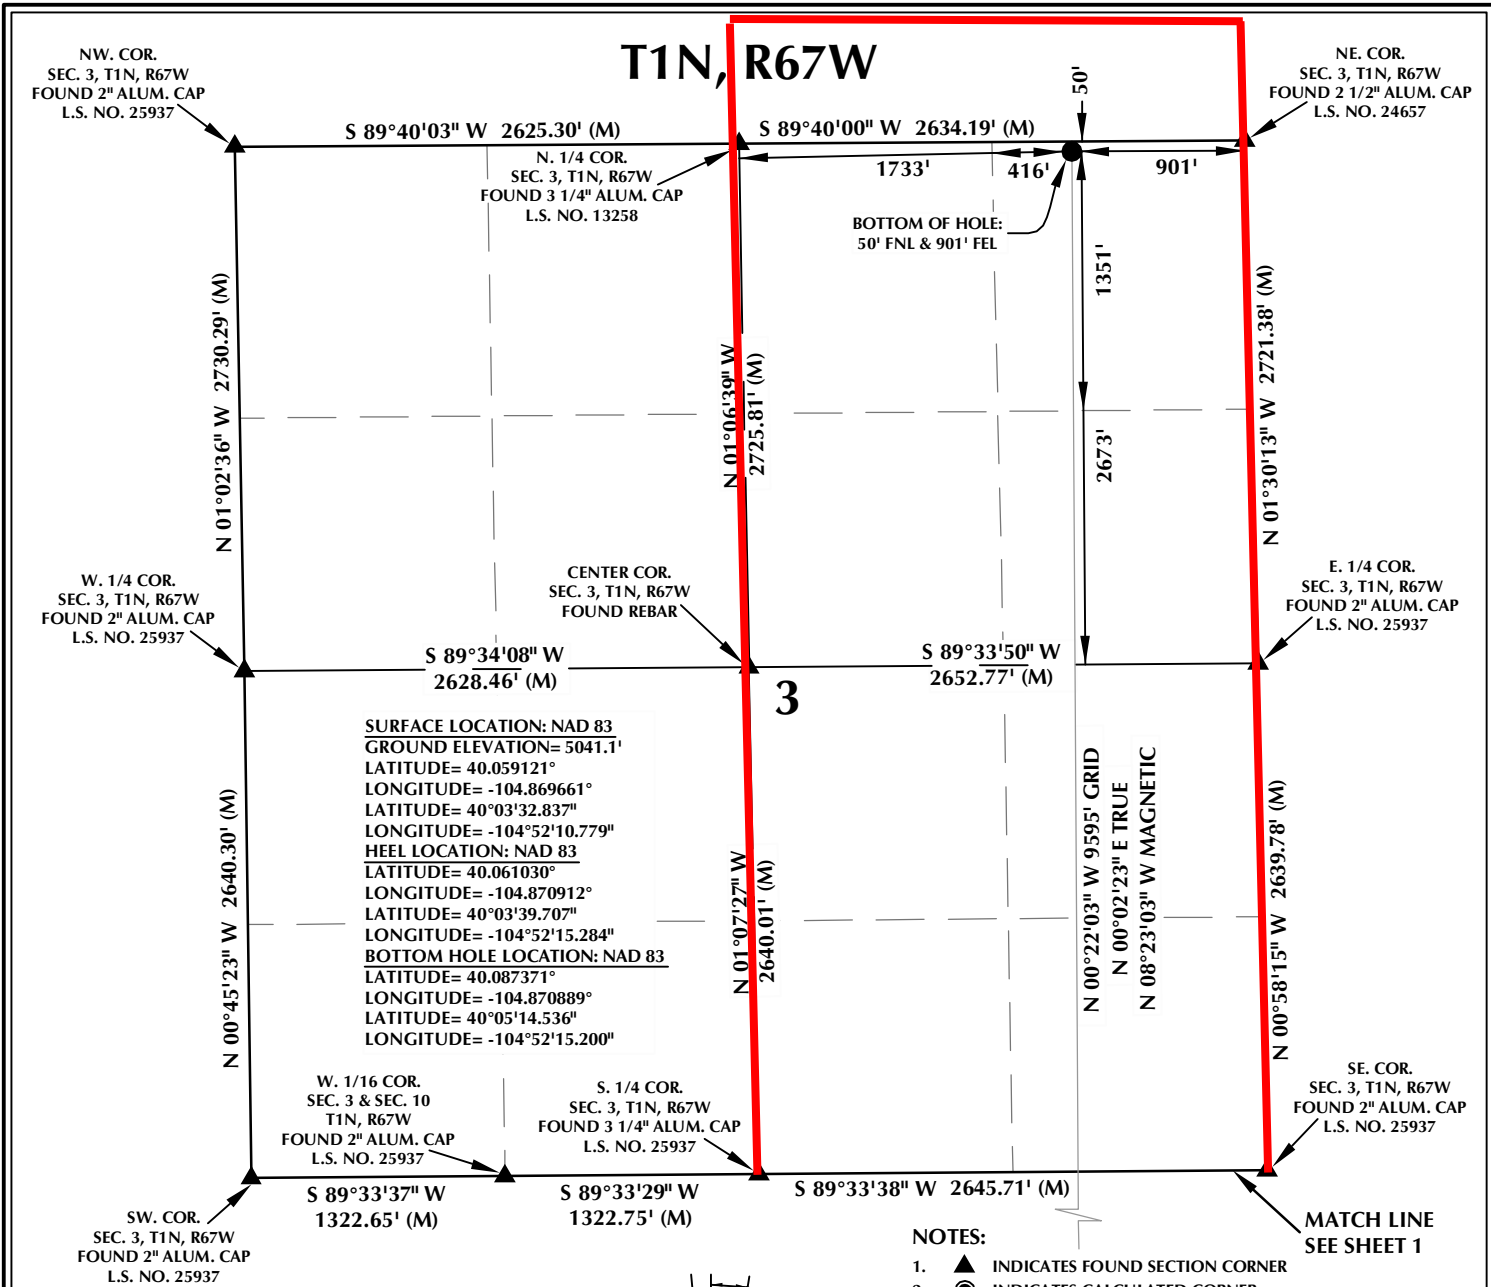 T1N, R67W
NW. COR.
SEC. 3, T1N, R67W
FOUND 2" ALUM. CAP
L.S. NO. 25937
NE. COR.
SEC. 3, T1N, R67W
FOUND 2 1/2" ALUM. CAP
L.S. NO. 24657
50'
S 89°40'03" W 2625.30' (M)
S 89°40'00" W 2634.19' (M)
N. 1/4 COR.
SEC. 3, T1N, R67W
FOUND 3 1/4" ALUM. CAP
L.S. NO. 13258
1733'
416'
901'
BOTTOM OF HOLE:
50' FNL & 901' FEL
1351'
N 01°02'36" W 2730.29' (M)
N 01°06'39" W
2725.81' (M)
2673'
N 01°30'13" W 2721.38' (M)
W. 1/4 COR.
SEC. 3, T1N, R67W
FOUND 2" ALUM. CAP
L.S. NO. 25937
CENTER COR.
SEC. 3, T1N, R67W
FOUND REBAR
E. 1/4 COR.
SEC. 3, T1N, R67W
FOUND 2" ALUM. CAP
L.S. NO. 25937
S 89°34'08" W
2628.46' (M)
S 89°33'50" W
2652.77' (M)
3
SURFACE LOCATION: NAD 83
GROUND ELEVATION= 5041.1'
LATITUDE= 40.059121°
LONGITUDE= -104.869661°
LATITUDE= 40°03'32.837"
LONGITUDE= -104°52'10.779"
HEEL LOCATION: NAD 83
LATITUDE= 40.061030°
LONGITUDE= -104.870912°
LATITUDE= 40°03'39.707"
LONGITUDE= -104°52'15.284"
BOTTOM HOLE LOCATION: NAD 83
LATITUDE= 40.087371°
LONGITUDE= -104.870889°
LATITUDE= 40°05'14.536"
LONGITUDE= -104°52'15.200"
N 00°45'23" W 2640.30' (M)
N 01°07'27" W
2640.01' (M)
N 00°22'03" W 9595' GRID
N 00°02'23" E TRUE
N 08°23'03" W MAGNETIC
N 00°58'15" W 2639.78' (M)
W. 1/16 COR.
SEC. 3 & SEC. 10
T1N, R67W
FOUND 2" ALUM. CAP
L.S. NO. 25937
S. 1/4 COR.
SEC. 3, T1N, R67W
FOUND 3 1/4" ALUM. CAP
L.S. NO. 25937
SE. COR.
SEC. 3, T1N, R67W
FOUND 2" ALUM. CAP
L.S. NO. 25937
S 89°33'37" W
1322.65' (M)
S 89°33'29" W
1322.75' (M)
S 89°33'38" W 2645.71' (M)
SW. COR.
SEC. 3, T1N, R67W
FOUND 2" ALUM. CAP
L.S. NO. 25937
MATCH LINE
SEE SHEET 1
NOTES:
1. INDICATES FOUND SECTION CORNER
2. INDICATES CALCULATED CORNER